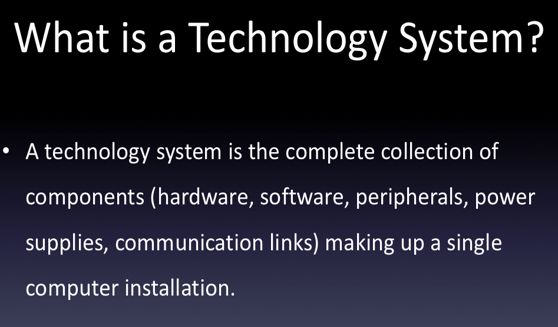 What is a Technology System?
• A technology system is the complete collection of
components (hardware, software, peripherals, power
supplies, communication links) making up a single
computer installation.